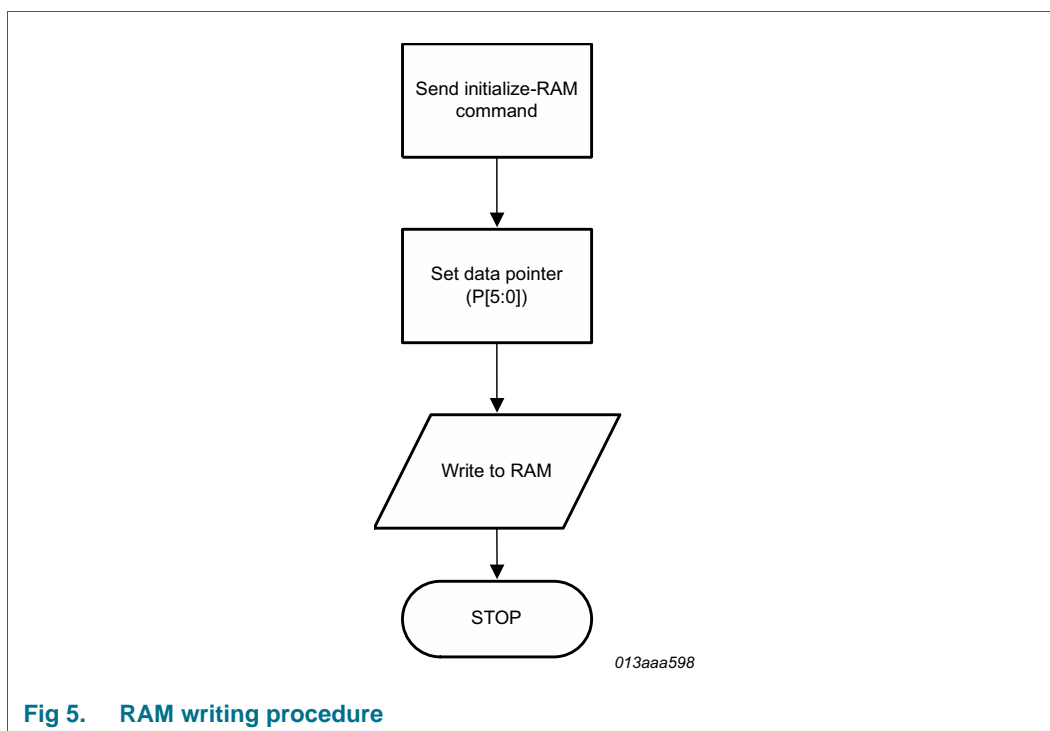 Send initialize-RAM
command
Set data pointer
(P[5:0])
Write to RAM
STOP
013aaa598
Fig 5. RAM writing procedure